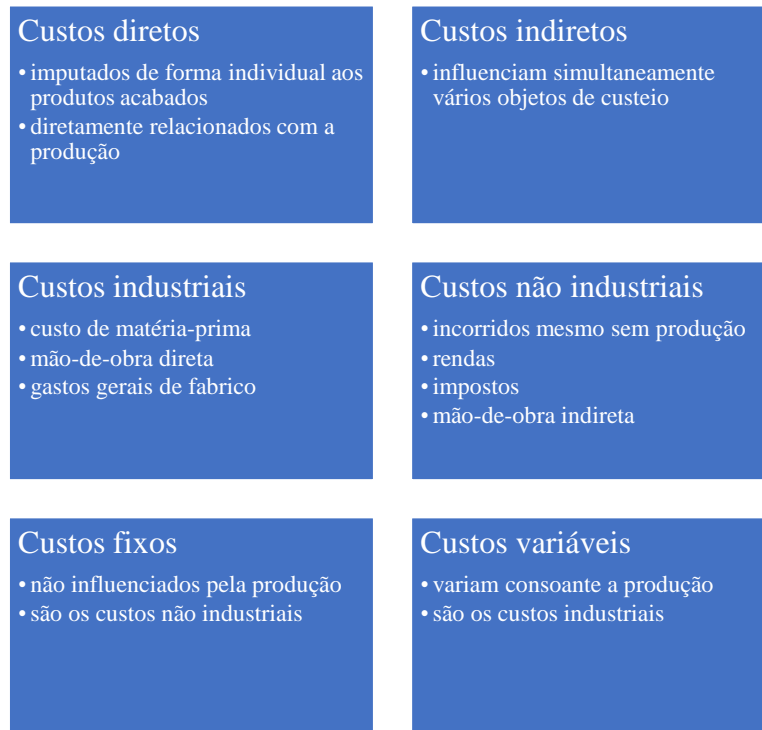 Custos diretos
• imputados de forma individual aos
produtos acabados
• diretamente relacionados com a
produção
Custos indiretos
• influenciam simultaneamente
vários objetos de custeio
Custos industriais
• custo de matéria-prima
• mão-de-obra direta
• gastos gerais de fabrico
Custos não industriais
• incorridos mesmo sem produção
• rendas
• impostos
• mão-de-obra indireta
Custos fixos
• não influenciados pela produção
• são os custos não industriais
Custos variáveis
• variam consoante a produção
• são os custos industriais